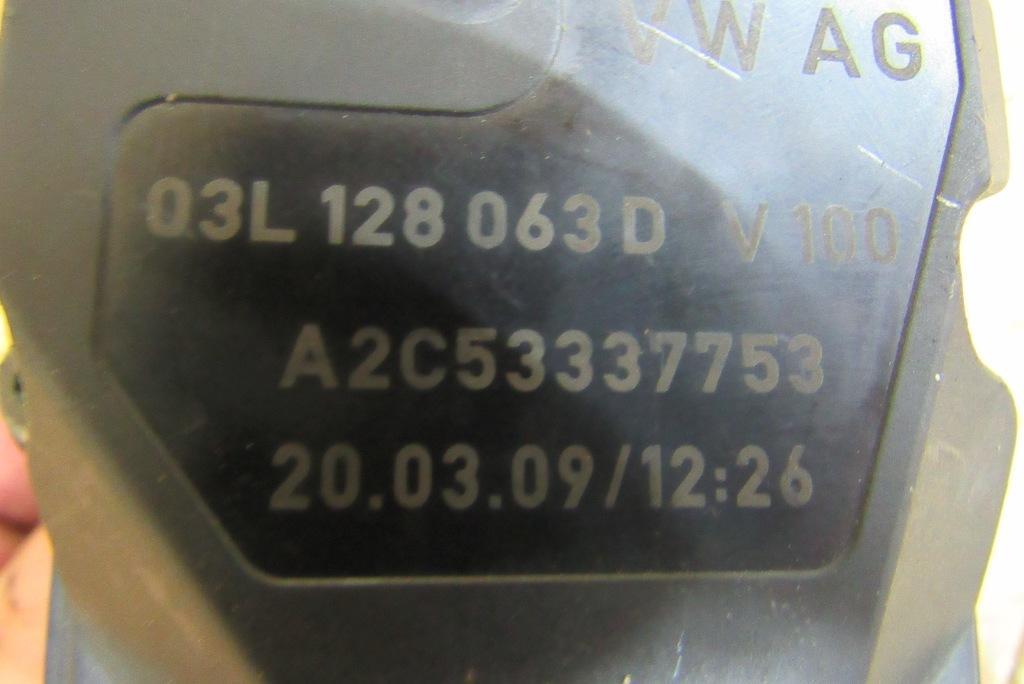 VW AG
03L 128 063 D V 100
A2C53337753
20.03.09/12:26